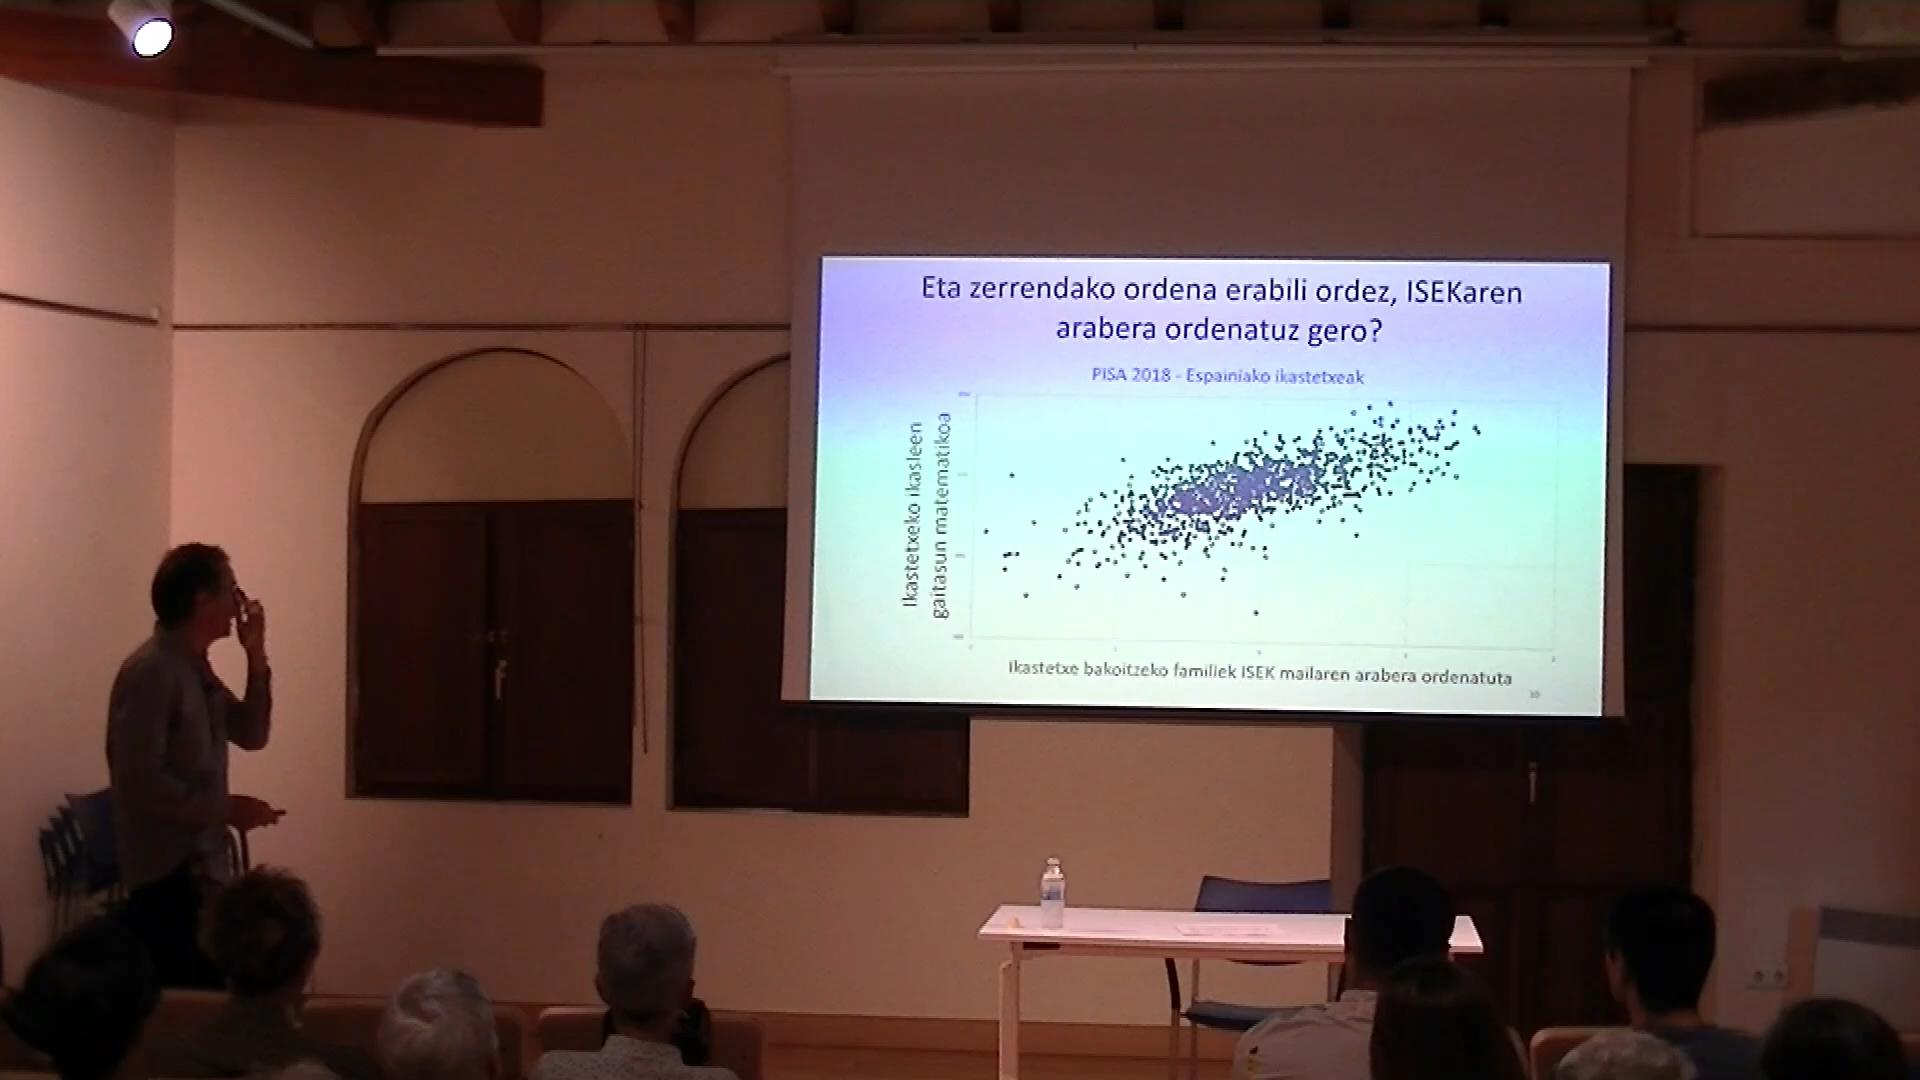 Eta zerrendako ordena erabili ordez, ISEKaren
arabera ordenatuz gero?
PISA 2018 - Espainiako ikastetxeak
Ikastetxeko ikasleen
gaitasun matematikoa
Ikastetxe bakoitzeko familiek ISEK mailaren arabera ordenatuta